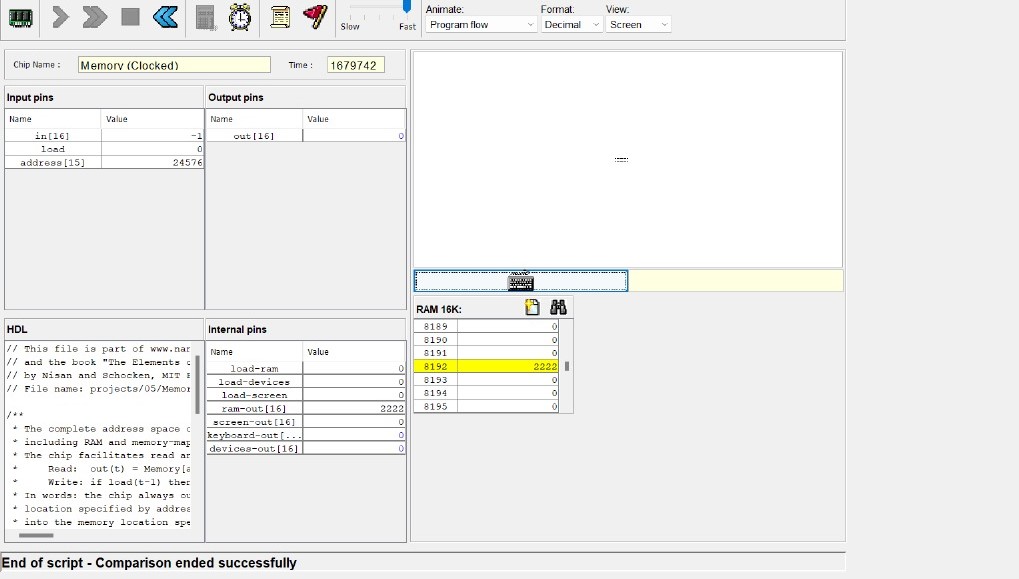 Animate:
Format:
View:
Slow
Fast
Program flow
Decimal
Screen
Chip Name :
Memory (Clocked)
Time :
1679742
Input pins
Name Value
in[16] -1
load 0
address[15] 24576
Output pins
Name Value
out[16] 0
HDL
// This file is part of www.nan
// and the book "The Elements o
// by Nisan and Schocken, MIT P
// File name: projects/05/Memor
/**
* The complete address space o
* including RAM and memory-map
* The chip facilitates read an
* Read: out(t) = Memory[a
* Write: if load(t-1) then
* In words: the chip always ou
* location specified by addres
* into the memory location spe
Internal pins
Name Value
load-ram 0
load-devices 0
load-screen 0
ram-out[16] 2222
screen-out[16] 0
keyboard-out[... 0
devices-out[16] 0
RAM 16K:
8189 0
8190 0
8191 0
8192 2222
8193 0
8194 0
8195 0
End of script - Comparison ended successfully